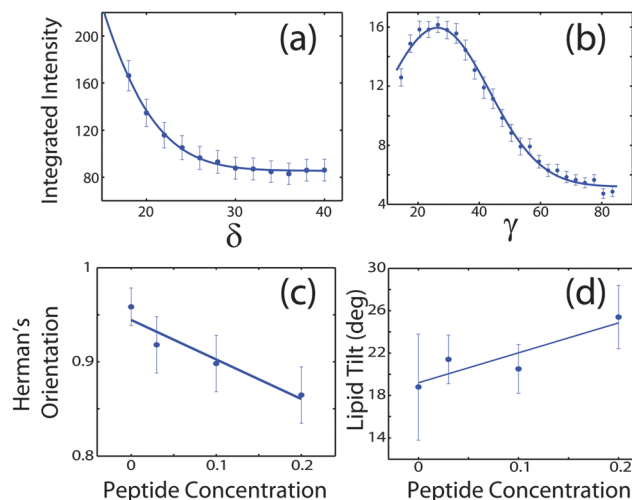 (a)
Integrated Intensity
220
200
160
120
80
20
30
40
δ
(b)
16
12
8
4
20
40
60
80
γ
(c)
Herman's
Orientation
1
0.9
0.8
0
0.1
0.2
Peptide Concentration
(d)
Lipid Tilt (deg)
30
26
22
18
14
0
0.1
0.2
Peptide Concentration